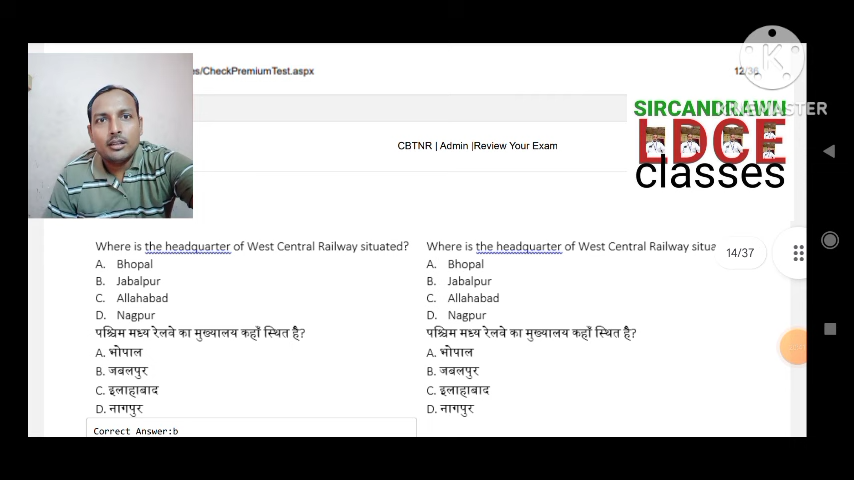 s/CheckPremiumTest.aspx
12/36
KINEMASTER
SIRCANDRAWN
LDCE
classes
CBTNR | Admin |Review Your Exam
14/37
Where is the headquarter of West Central Railway situated?
A. Bhopal
B. Jabalpur
C. Allahabad
D. Nagpur
पश्चिम मध्य रेलवे का मुख्यालय कहाँ स्थित है?
A. भोपाल
B. जबलपुर
C. इलाहाबाद
D. नागपुर
Correct Answer:b
Where is the headquarter of West Central Railway situa
A. Bhopal
B. Jabalpur
C. Allahabad
D. Nagpur
पश्चिम मध्य रेलवे का मुख्यालय कहाँ स्थित है?
A. भोपाल
B. जबलपुर
C. इलाहाबाद
D. नागपुर